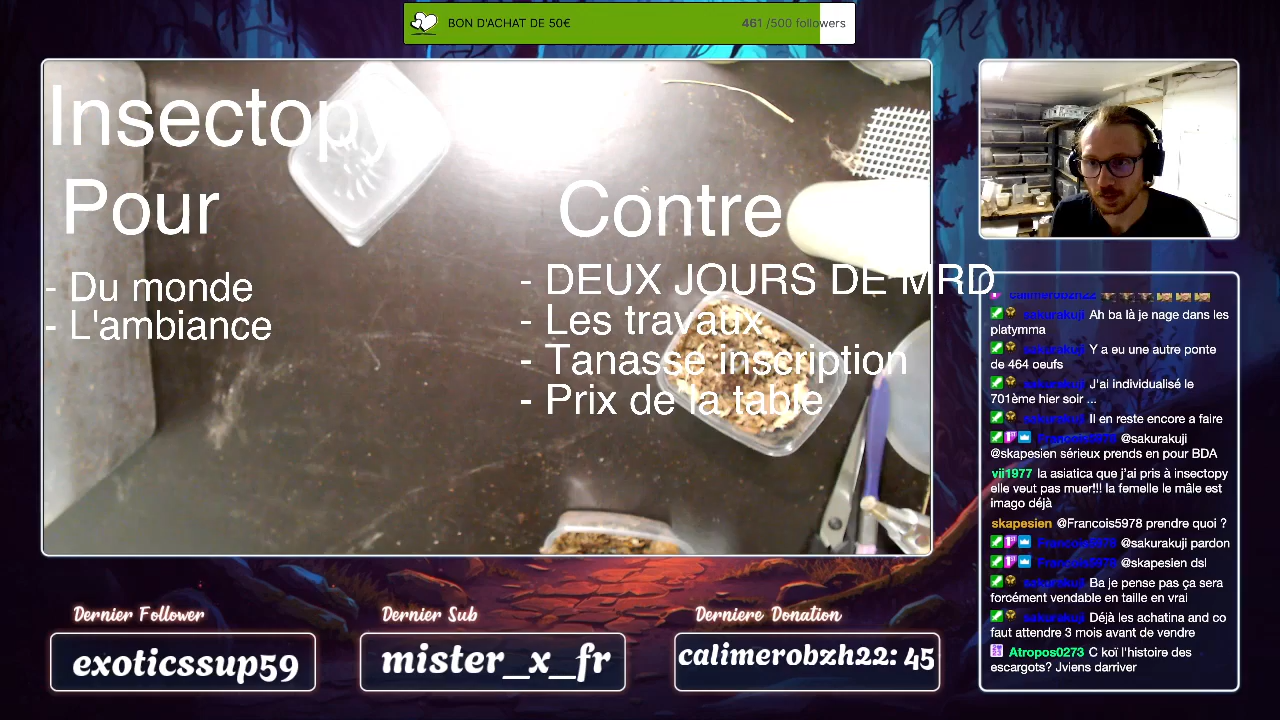 BON D'ACHAT DE 50€
461 /500 followers
Insectopy
Pour
- Du monde
- L'ambiance
Contre
- DEUX JOURS DE MRD
- Les travaux
- Tanasse inscription
- Prix de la table
calimerobzh22
sakurakuji Ah ba là je nage dans les
platymma
sakurakuji Y a eu une autre ponte
de 464 oeufs
sakurakuji J'ai individualisé le
701ème hier soir ...
sakurakuji Il en reste encore a faire
Francois5978 @sakurakuji
@skapesien sérieux prends en pour BDA
vii1977 la asiatica que j'ai pris à insectopy
elle veut pas muer!!! la femelle le mâle est
imago déjà
skapesien @Francois5978 prendre quoi ?
Francois5978 @sakurakuji pardon
Francois5978 @skapesien dsl
sakurakuji Ba je pense pas ça sera
forcément vendable en taille en vrai
sakurakuji Déjà les achatina and co
faut attendre 3 mois avant de vendre
Atropos0273 C koï l'histoire des
escargots? Jviens darriver
Dernier Follower
exoticssup59
Dernier Sub
mister_x_fr
Derniere Donation
calimerobzh22: 45